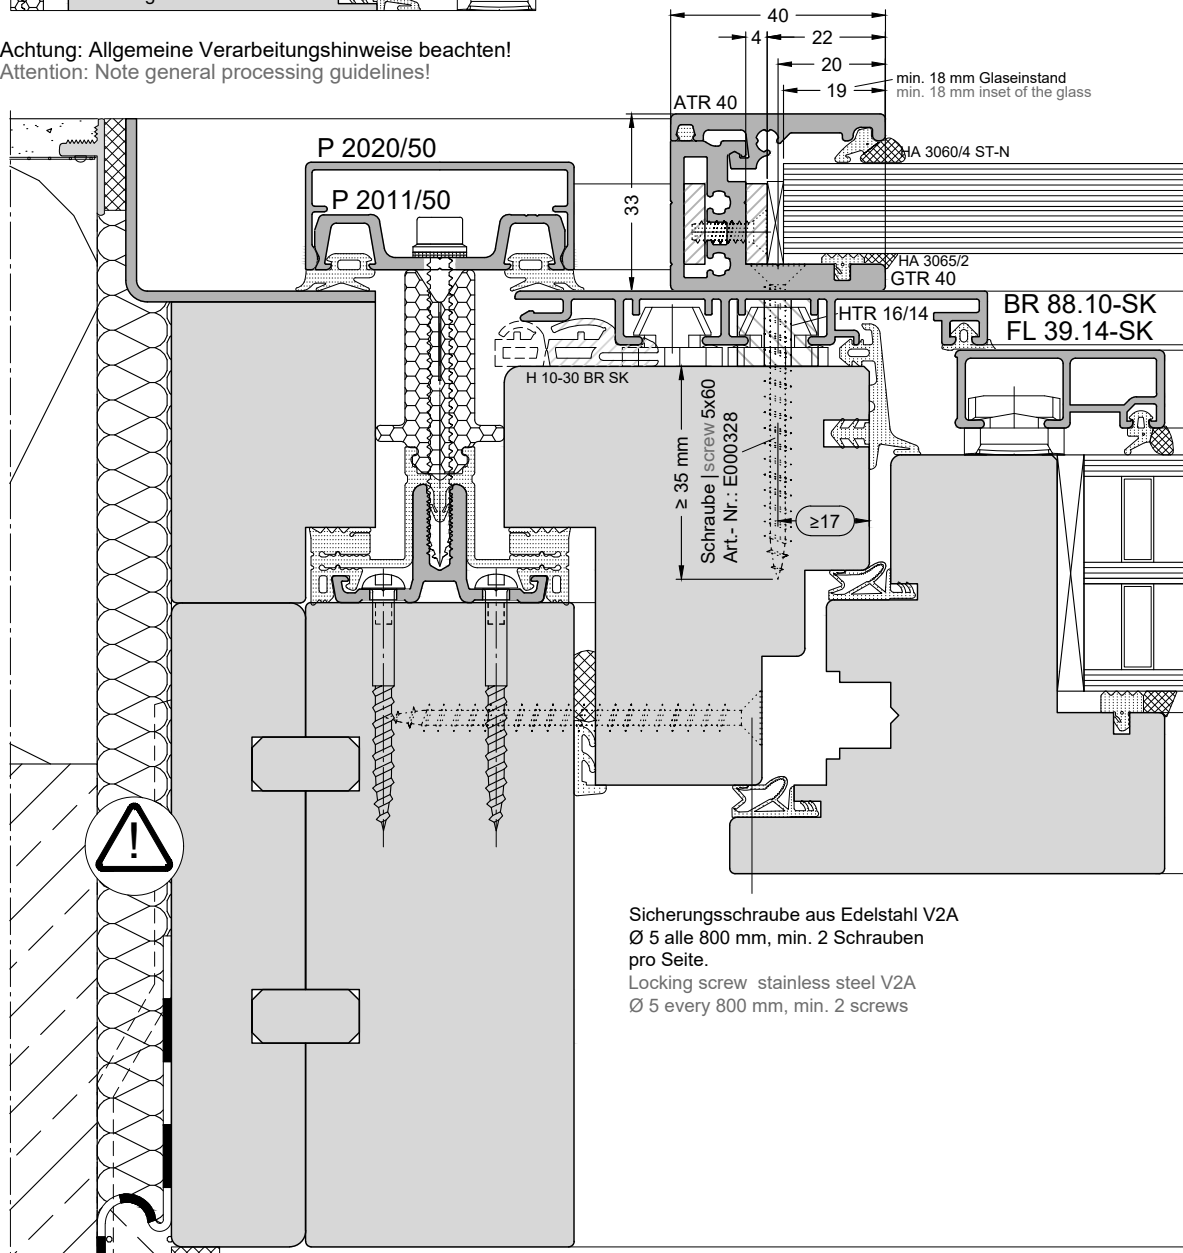 Achtung: Allgemeine Verarbeitungshinweise beachten!
Attention: Note general processing guidelines!
40
4
22
20
19
min. 18 mm Glaseinstand
min. 18 mm inset of the glass
ATR 40
HA 3060/4 ST-N
P 2020/50
P 2011/50
33
HA 3065/2
GTR 40
HTR 16/14
BR 88.10-SK
FL 39.14-SK
H 10-30 BR SK
≥ 35 mm
Schraube | screw 5x60
Art.- Nr.: E000328
≥17
!
Sicherungsschraube aus Edelstahl V2A
Ø 5 alle 800 mm, min. 2 Schrauben
pro Seite.
Locking screw stainless steel V2A
Ø 5 every 800 mm, min. 2 screws